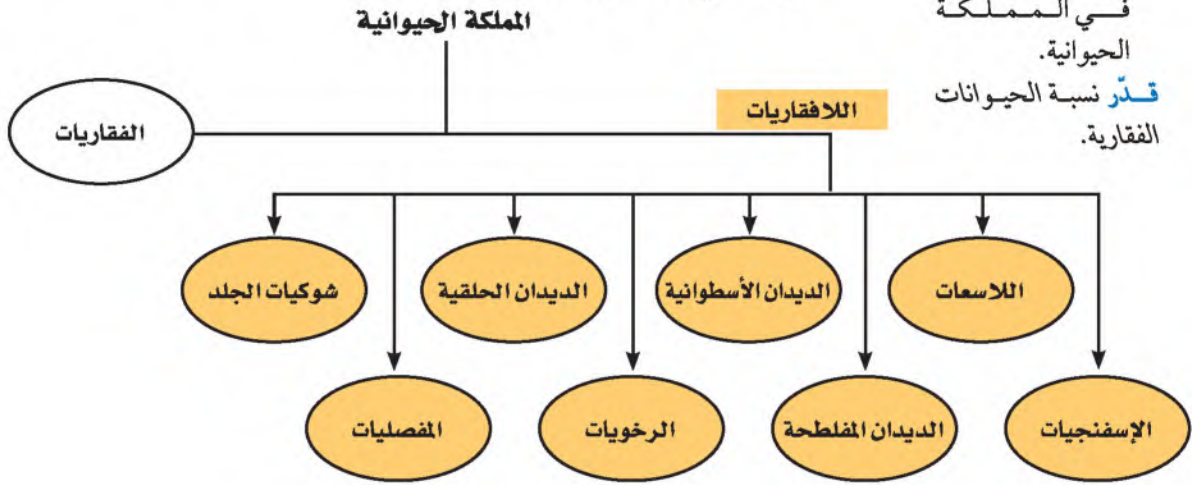 في المملكة
الحيوانية.
قدّر نسبة الحيوانات
الفقارية.
المملكة الحيوانية
اللافقاريات
الفقاريات
اللاسعات
الديدان الأسطوانية
الديدان الحلقية
شوكيات الجلد
الإسفنجيات
الديدان المفلطحة
الرخويات
المفصليات